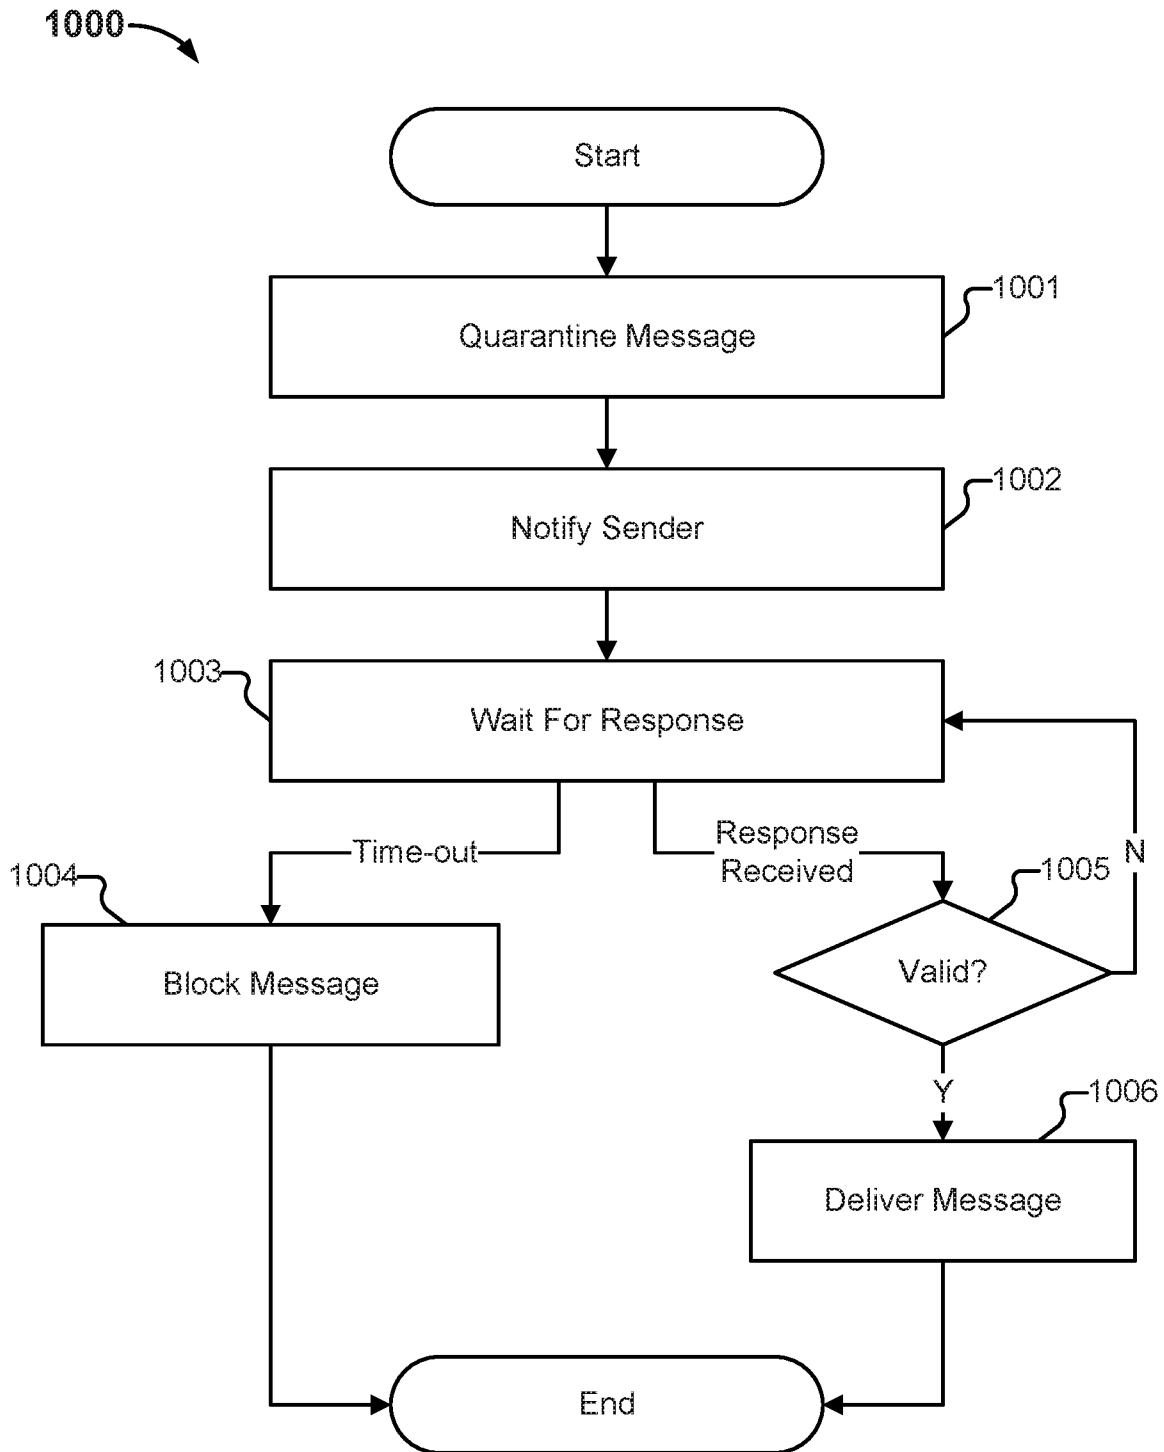 1000
Start
1001
Quarantine Message
1002
Notify Sender
1003
Wait For Response
Time-out
Response
Received
N
1004
1005
Block Message
Valid?
Y
1006
Deliver Message
End